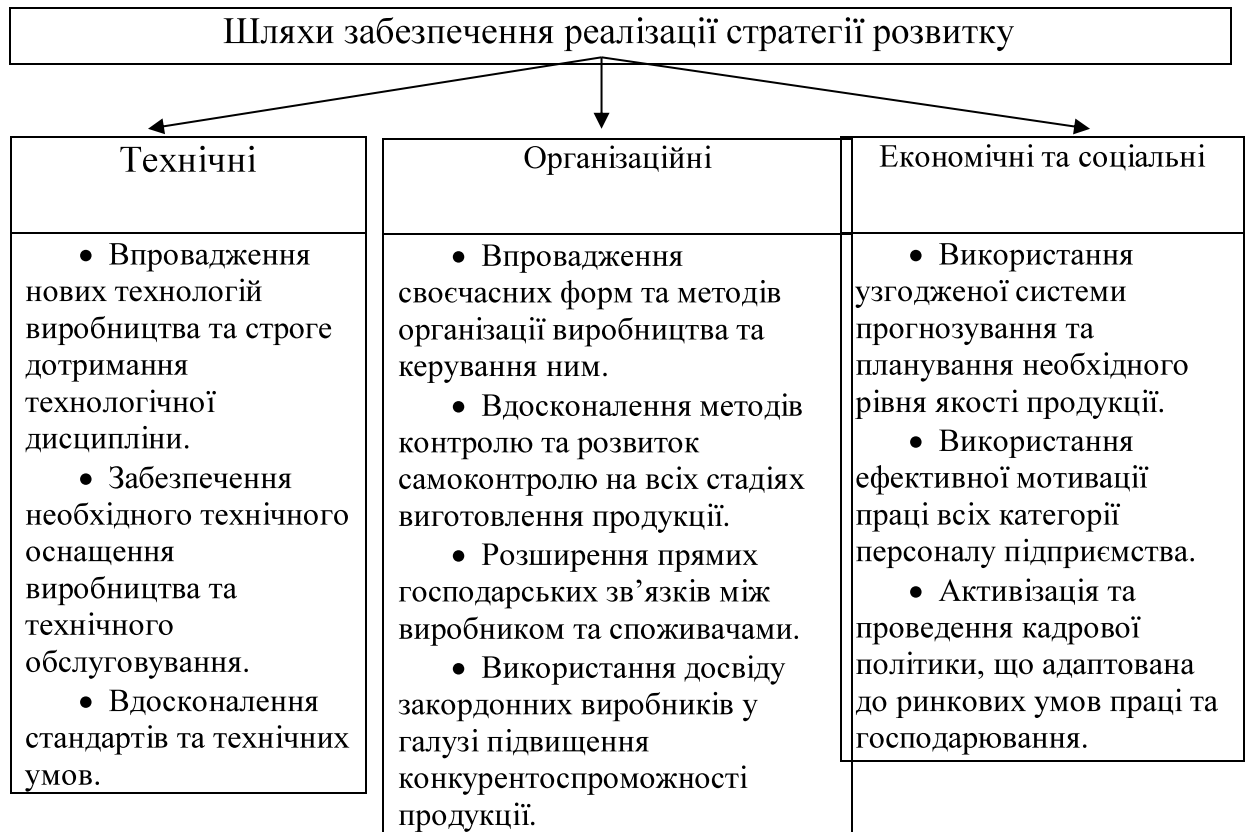 Шляхи забезпечення реалізації стратегії розвитку
Технічні
• Впровадження
нових технологій
виробництва та строге
дотримання
технологічної
дисципліни.
• Забезпечення
необхідного технічного
оснащення
виробництва та
технічного
обслуговування.
• Вдосконалення
стандартів та технічних
умов.
Організаційні
• Впровадження
своєчасних форм та методів
організації виробництва та
керування ним.
• Вдосконалення методів
контролю та розвиток
самоконтролю на всіх стадіях
виготовлення продукції.
• Розширення прямих
господарських зв’язків між
виробником та споживачами.
• Використання досвіду
закордонних виробників у
галузі підвищення
конкурентоспроможності
продукції.
Економічні та соціальні
• Використання
узгодженої системи
прогнозування та
планування необхідного
рівня якості продукції.
• Використання
ефективної мотивації
праці всіх категорії
персоналу підприємства.
• Активізація та
проведення кадрової
політики, що адаптована
до ринкових умов праці та
господарювання.